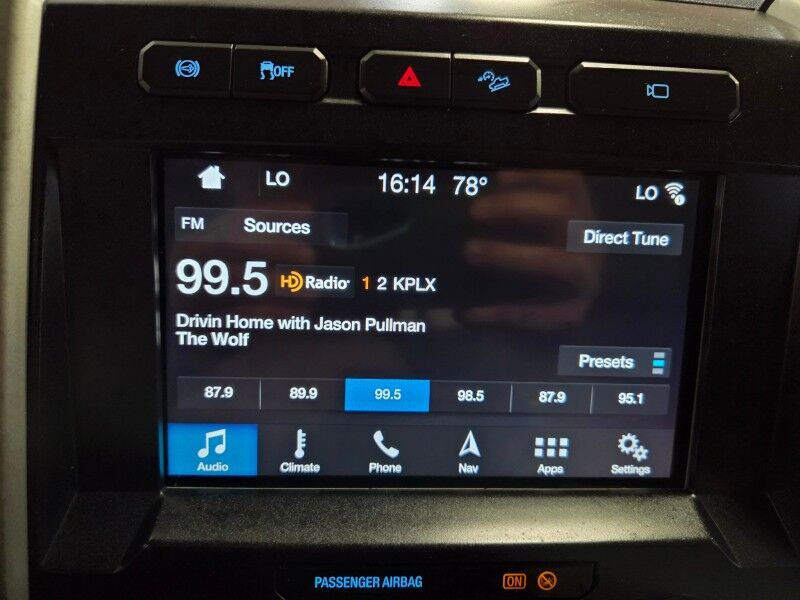 OFF
LO 16:14 78° LO
FM Sources Direct Tune
99.5 HD Radio 1 2 KPLX
Drivin Home with Jason Pullman
The Wolf
Presets
87.9 89.9 99.5 98.5 87.9 95.1
Audio Climate Phone Nav Apps Settings
PASSENGER AIRBAG ON